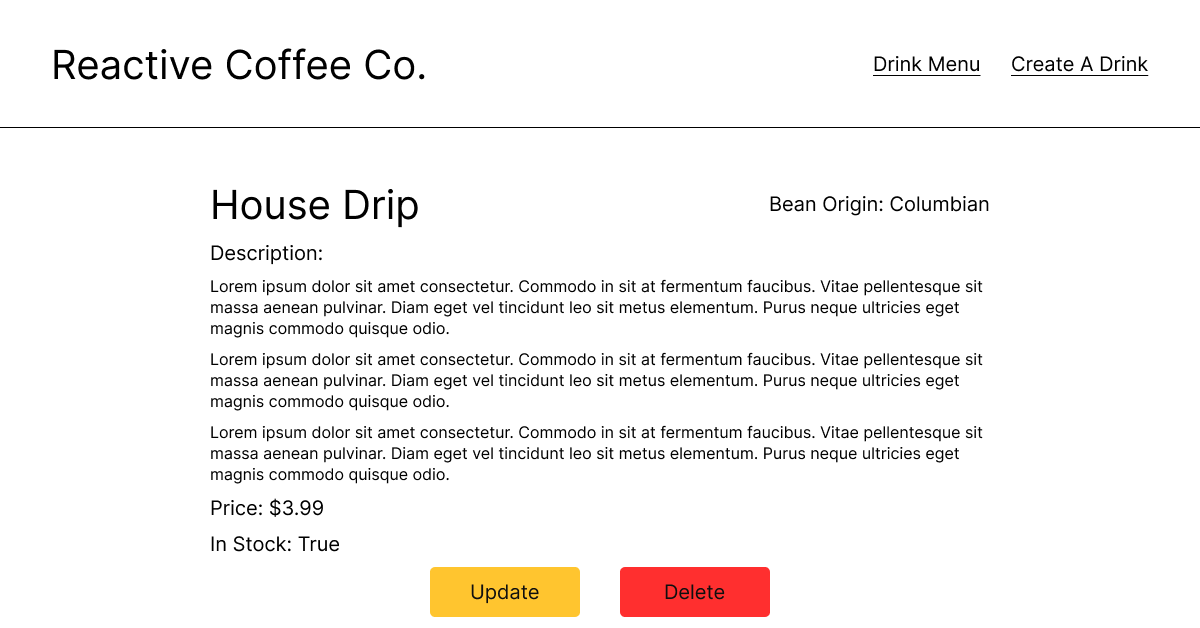 Reactive Coffee Co.
Drink Menu
Create A Drink
House Drip
Bean Origin: Columbian
Description:
Lorem ipsum dolor sit amet consectetur. Commodo in sit at fermentum faucibus. Vitae pellentesque sit
massa aenean pulvinar. Diam eget vel tincidunt leo sit metus elementum. Purus neque ultricies eget
magnis commodo quisque odio.
Lorem ipsum dolor sit amet consectetur. Commodo in sit at fermentum faucibus. Vitae pellentesque sit
massa aenean pulvinar. Diam eget vel tincidunt leo sit metus elementum. Purus neque ultricies eget
magnis commodo quisque odio.
Lorem ipsum dolor sit amet consectetur. Commodo in sit at fermentum faucibus. Vitae pellentesque sit
massa aenean pulvinar. Diam eget vel tincidunt leo sit metus elementum. Purus neque ultricies eget
magnis commodo quisque odio.
Price: $3.99
In Stock: True
Update
Delete